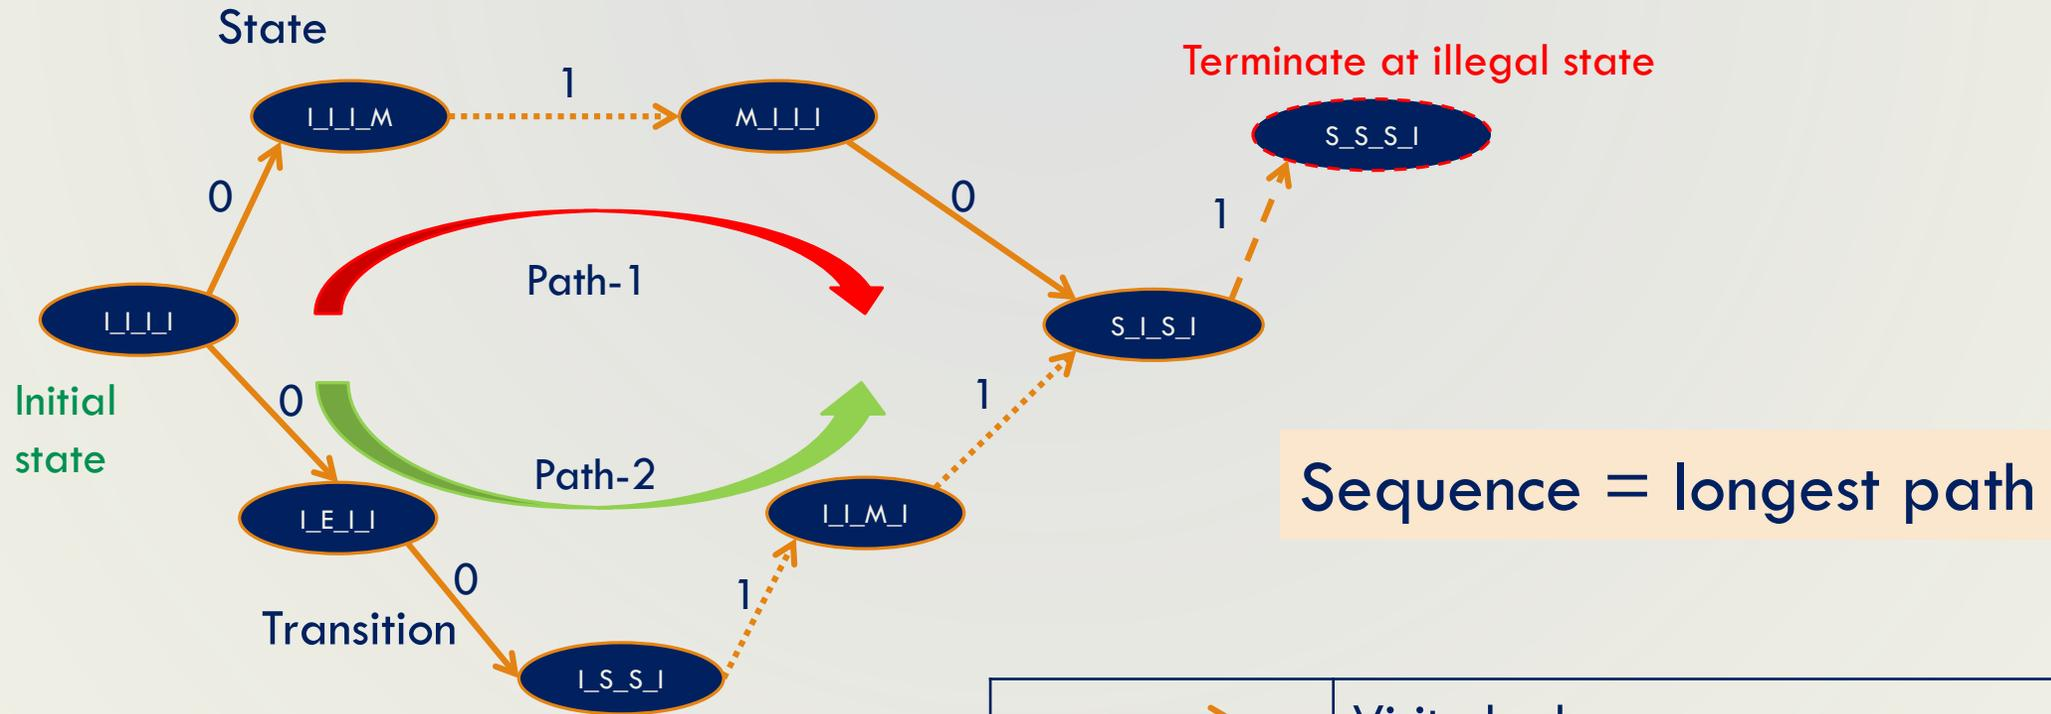 State
Terminate at illegal state
1
I_I_I_M
M_I_I_I
S_S_S_I
0
0
1
Path-1
I_I_I_I
S_I_S_I
Initial
state
0
1
Path-2
Sequence = longest path
I_E_I_I
I_I_M_I
0
1
Transition
I_S_S_I